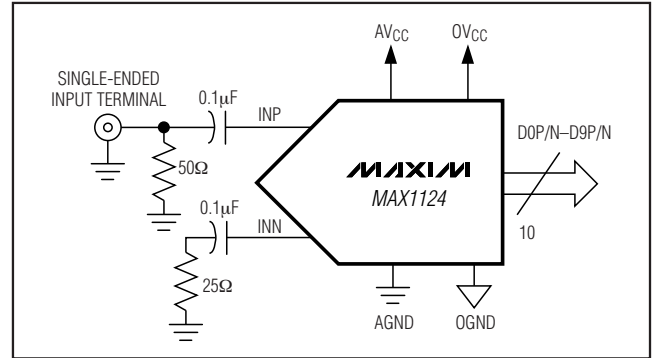 AVCC
OVCC
SINGLE-ENDED
INPUT TERMINAL
0.1μF
INP
D0P/N–D9P/N
50Ω
MAXIM
MAX1124
0.1μF
INN
10
25Ω
AGND
OGND